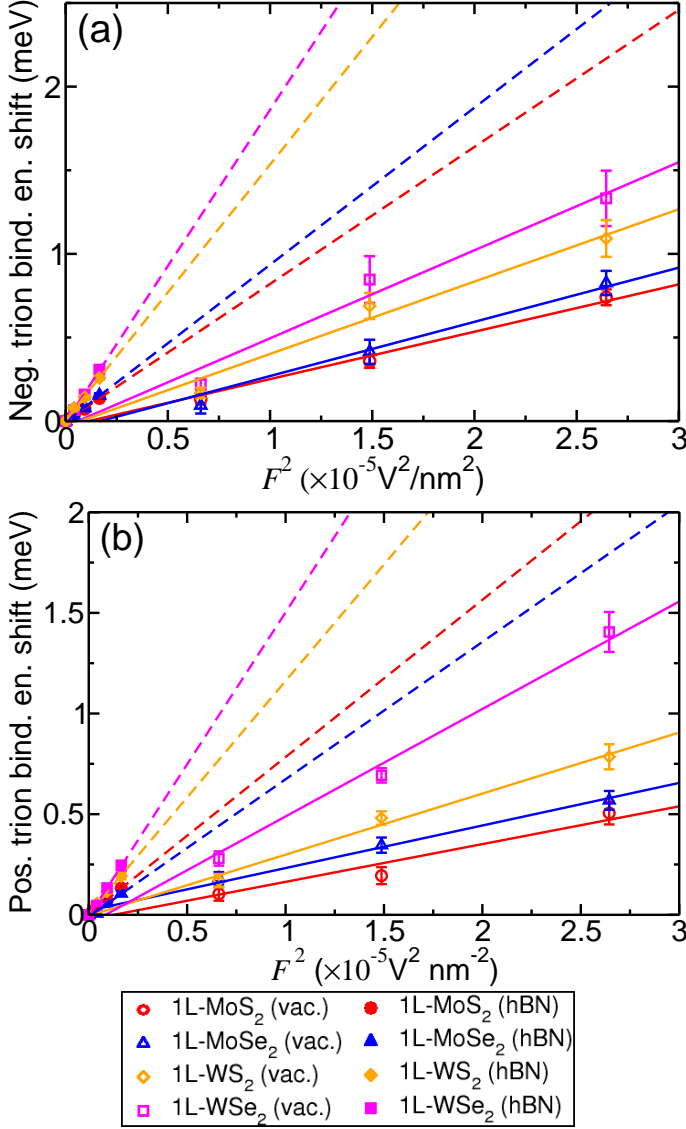 (a)
Neg. trion bind. en. shift (meV)
2
1
0
0 0.5 1 1.5 2 2.5 3
F² (×10⁻⁵V²/nm²)
(b)
Pos. trion bind. en. shift (meV)
2
1.5
1
0.5
0
0 0.5 1 1.5 2 2.5 3
F² (×10⁻⁵V² nm⁻²)
1L-MoS₂ (vac.) 1L-MoS₂ (hBN)
1L-MoSe₂ (vac.) 1L-MoSe₂ (hBN)
1L-WS₂ (vac.) 1L-WS₂ (hBN)
1L-WSe₂ (vac.) 1L-WSe₂ (hBN)